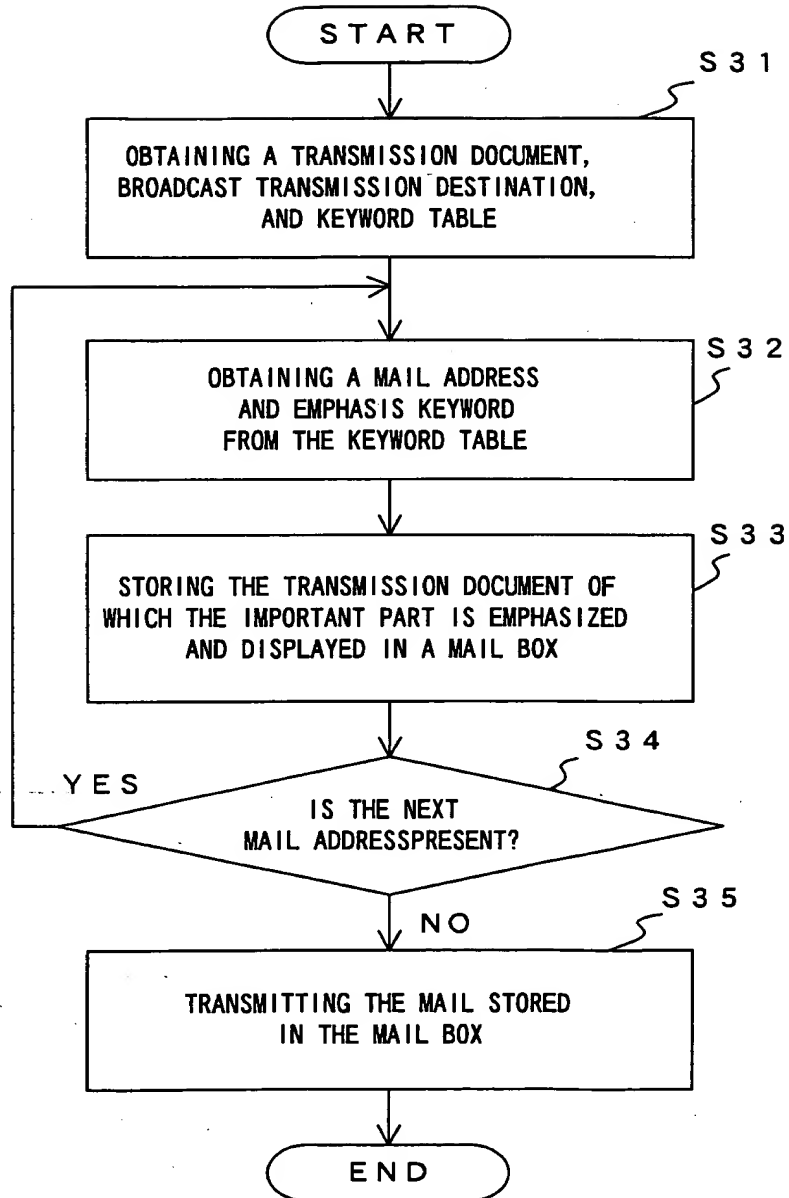 START
S31
OBTAINING A TRANSMISSION DOCUMENT,
BROADCAST TRANSMISSION DESTINATION,
AND KEYWORD TABLE
S32
OBTAINING A MAIL ADDRESS
AND EMPHASIS KEYWORD
FROM THE KEYWORD TABLE
S33
STORING THE TRANSMISSION DOCUMENT OF
WHICH THE IMPORTANT PART IS EMPHASIZED
AND DISPLAYED IN A MAIL BOX
S34
YES
IS THE NEXT
MAIL ADDRESSPRESENT?
NO
S35
TRANSMITTING THE MAIL STORED
IN THE MAIL BOX
END